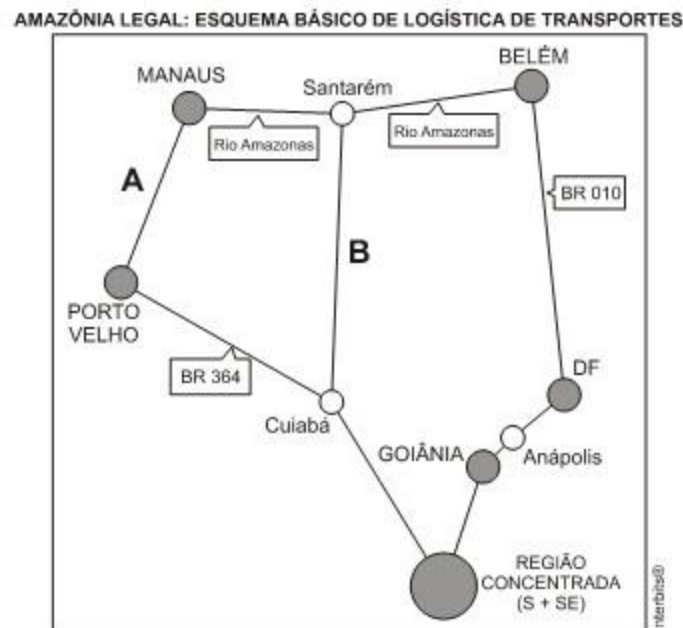 AMAZÔNIA LEGAL: ESQUEMA BÁSICO DE LOGÍSTICA DE TRANSPORTES
BELÉM
MANAUS
Santarém
Rio Amazonas
Rio Amazonas
A
BR 010
B
PORTO
VELHO
BR 364
DF
Cuiabá
GOIÂNIA
Anápolis
REGIÃO
CONCENTRADA
(S + SE)